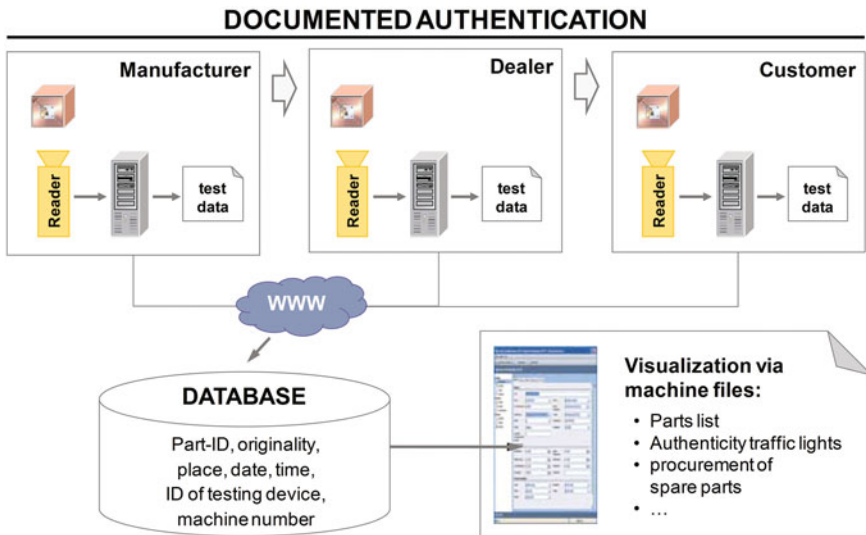 DOCUMENTED AUTHENTICATION
Manufacturer
Reader
test
data
Dealer
Reader
test
data
Customer
Reader
test
data
WWW
DATABASE
Part-ID, originality,
place, date, time,
ID of testing device,
machine number
Visualization via
machine files:
• Parts list
• Authenticity traffic lights
• procurement of
spare parts
• ...